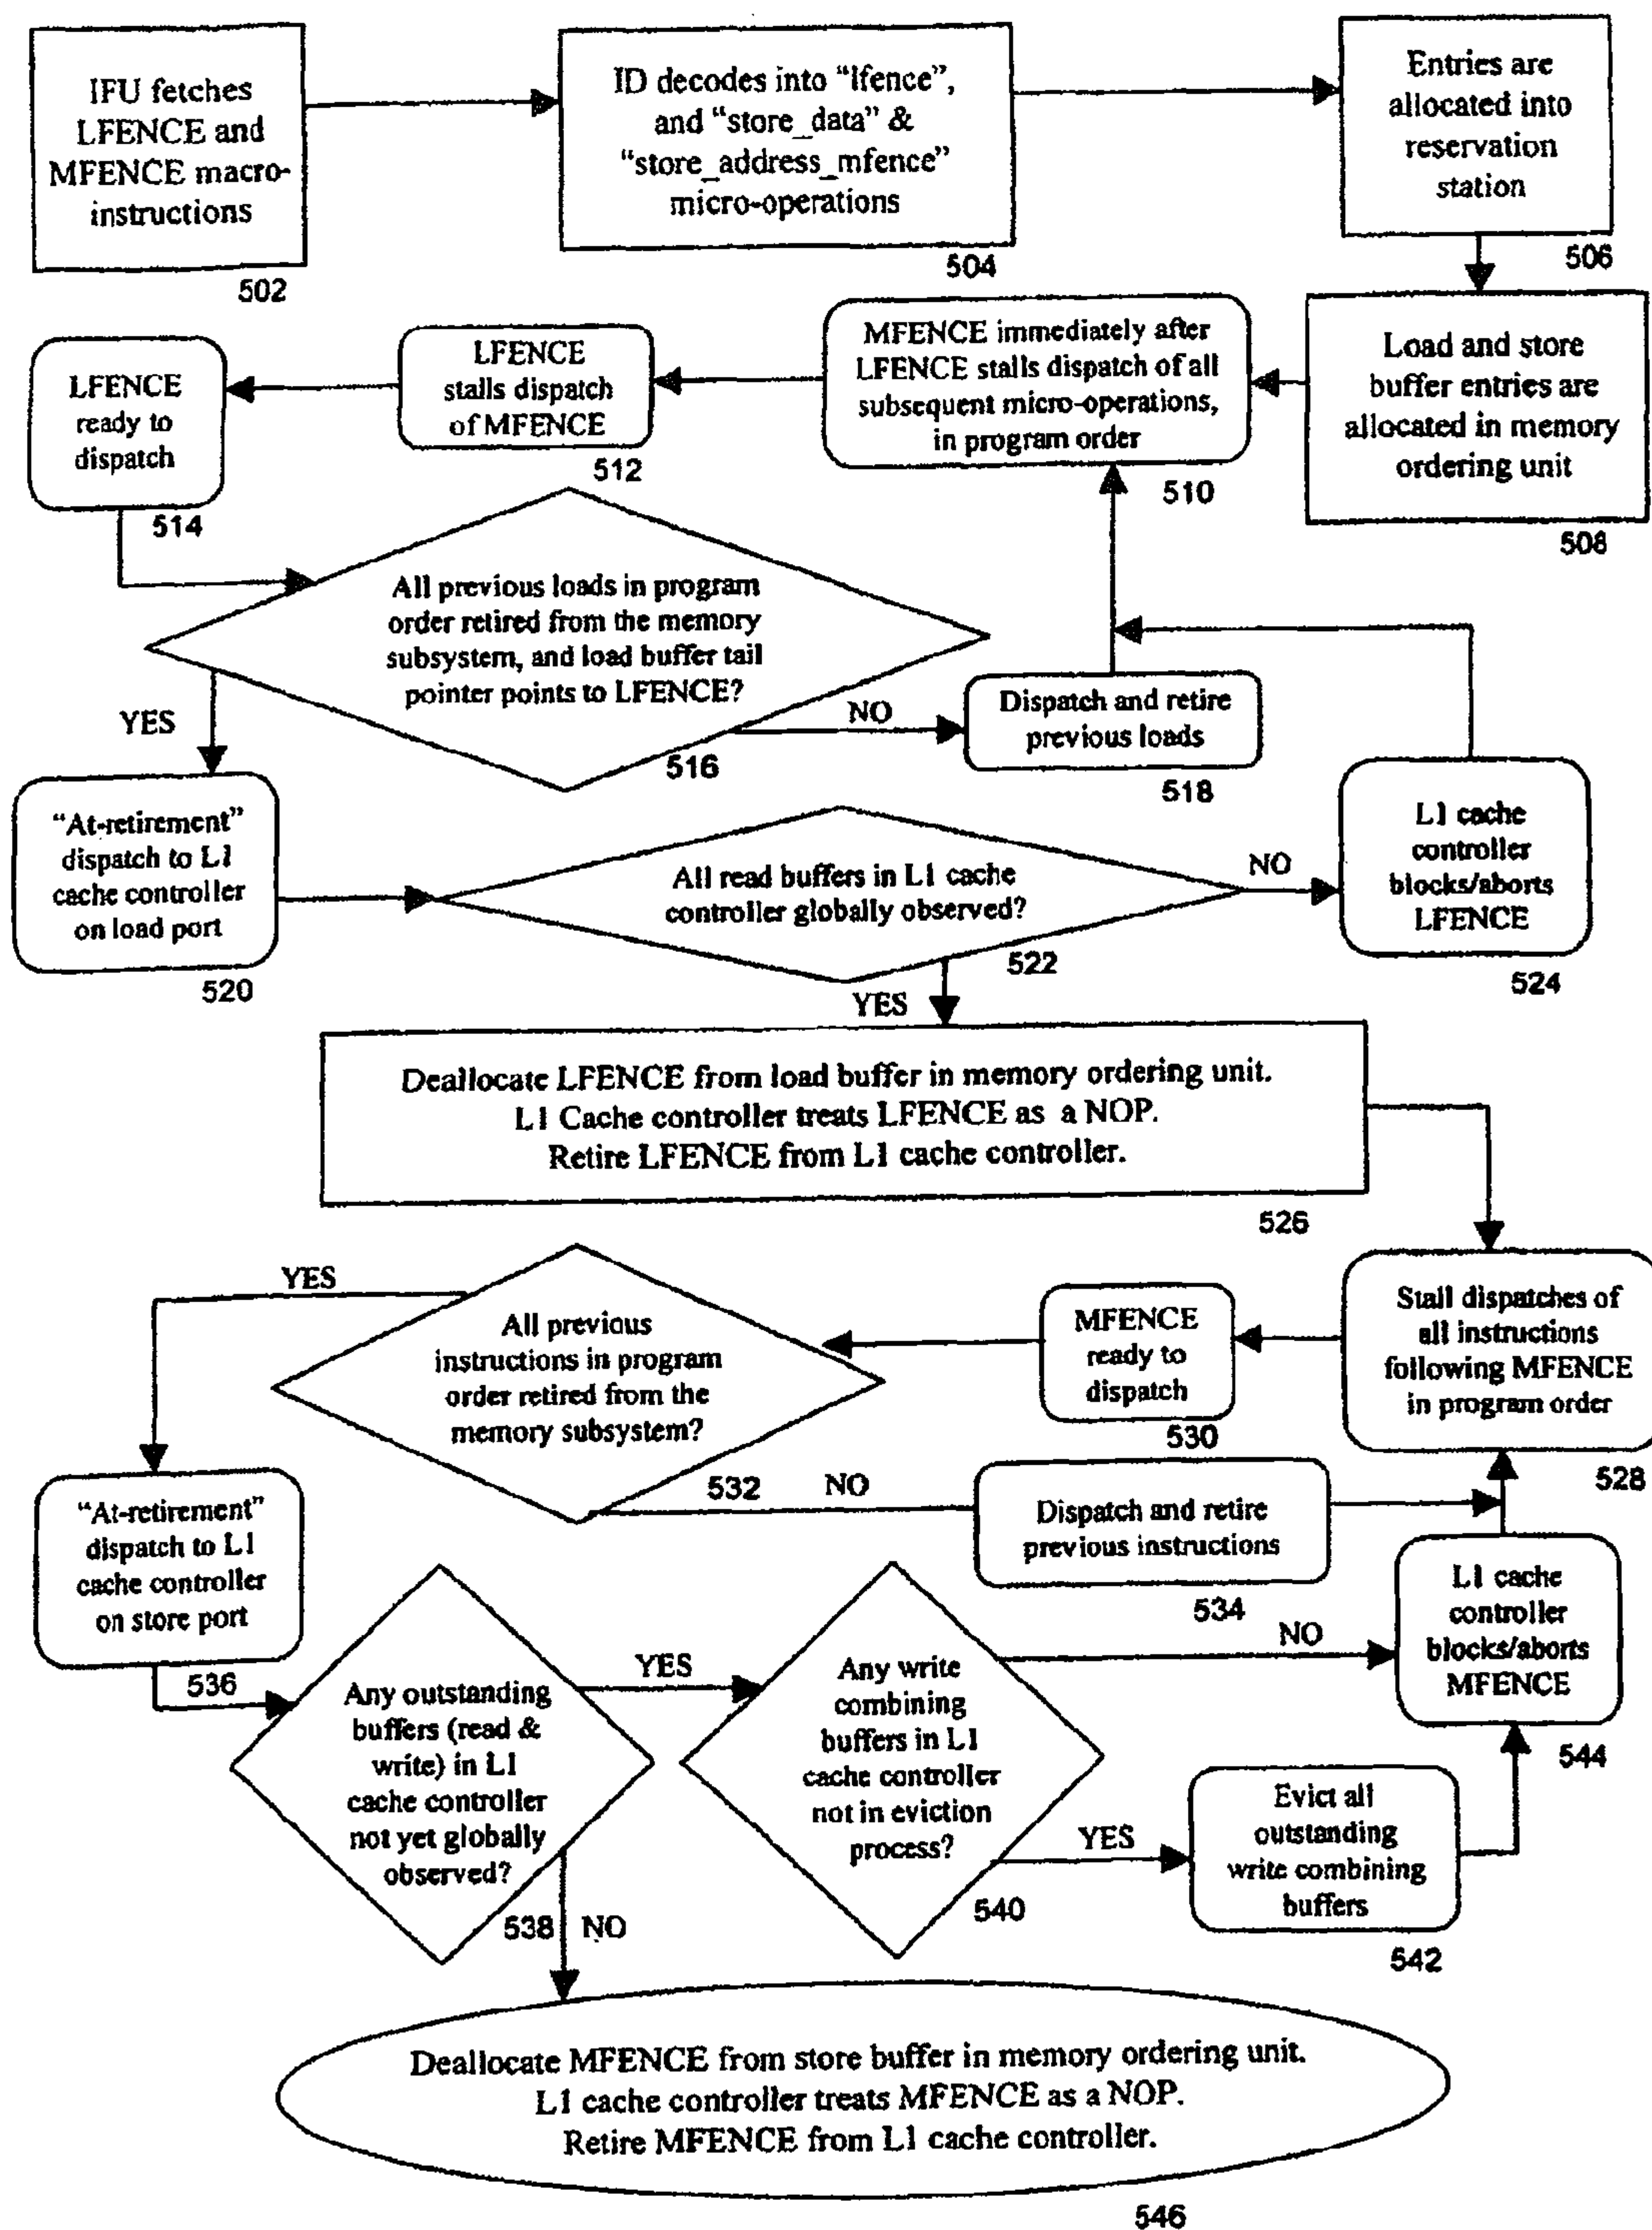 IFU fetches
LFENCE and
MFENCE macro-
instructions
502
ID decodes into “lfence”,
and “store_data” &
“store_address_mfence”
micro-operations
504
Entries are
allocated into
reservation
station
506
Load and store
buffer entries are
allocated in memory
ordering unit
508
MFENCE immediately after
LFENCE stalls dispatch of all
subsequent micro-operations,
in program order
510
LFENCE
stalls dispatch
of MFENCE
512
LFENCE
ready to
dispatch
514
All previous loads in program
order retired from the memory
subsystem, and load buffer tail
pointer points to LFENCE?
516
YES
NO
Dispatch and retire
previous loads
518
“At-retirement”
dispatch to L1
cache controller
on load port
520
All read buffers in L1 cache
controller globally observed?
522
NO
YES
L1 cache
controller
blocks/aborts
LFENCE
524
Deallocate LFENCE from load buffer in memory ordering unit.
L1 Cache controller treats LFENCE as a NOP.
Retire LFENCE from L1 cache controller.
526
Stall dispatches of
all instructions
following MFENCE
in program order
528
MFENCE
ready to
dispatch
530
All previous
instructions in program
order retired from the
memory subsystem?
532
YES
NO
Dispatch and retire
previous instructions
534
“At-retirement”
dispatch to L1
cache controller
on store port
536
Any outstanding
buffers (read &
write) in L1
cache controller
not yet globally
observed?
538
YES
NO
Any write
combining
buffers in L1
cache controller
not in eviction
process?
540
NO
YES
Evict all
outstanding
write combining
buffers
542
L1 cache
controller
blocks/aborts
MFENCE
544
Deallocate MFENCE from store buffer in memory ordering unit.
L1 cache controller treats MFENCE as a NOP.
Retire MFENCE from L1 cache controller.
546